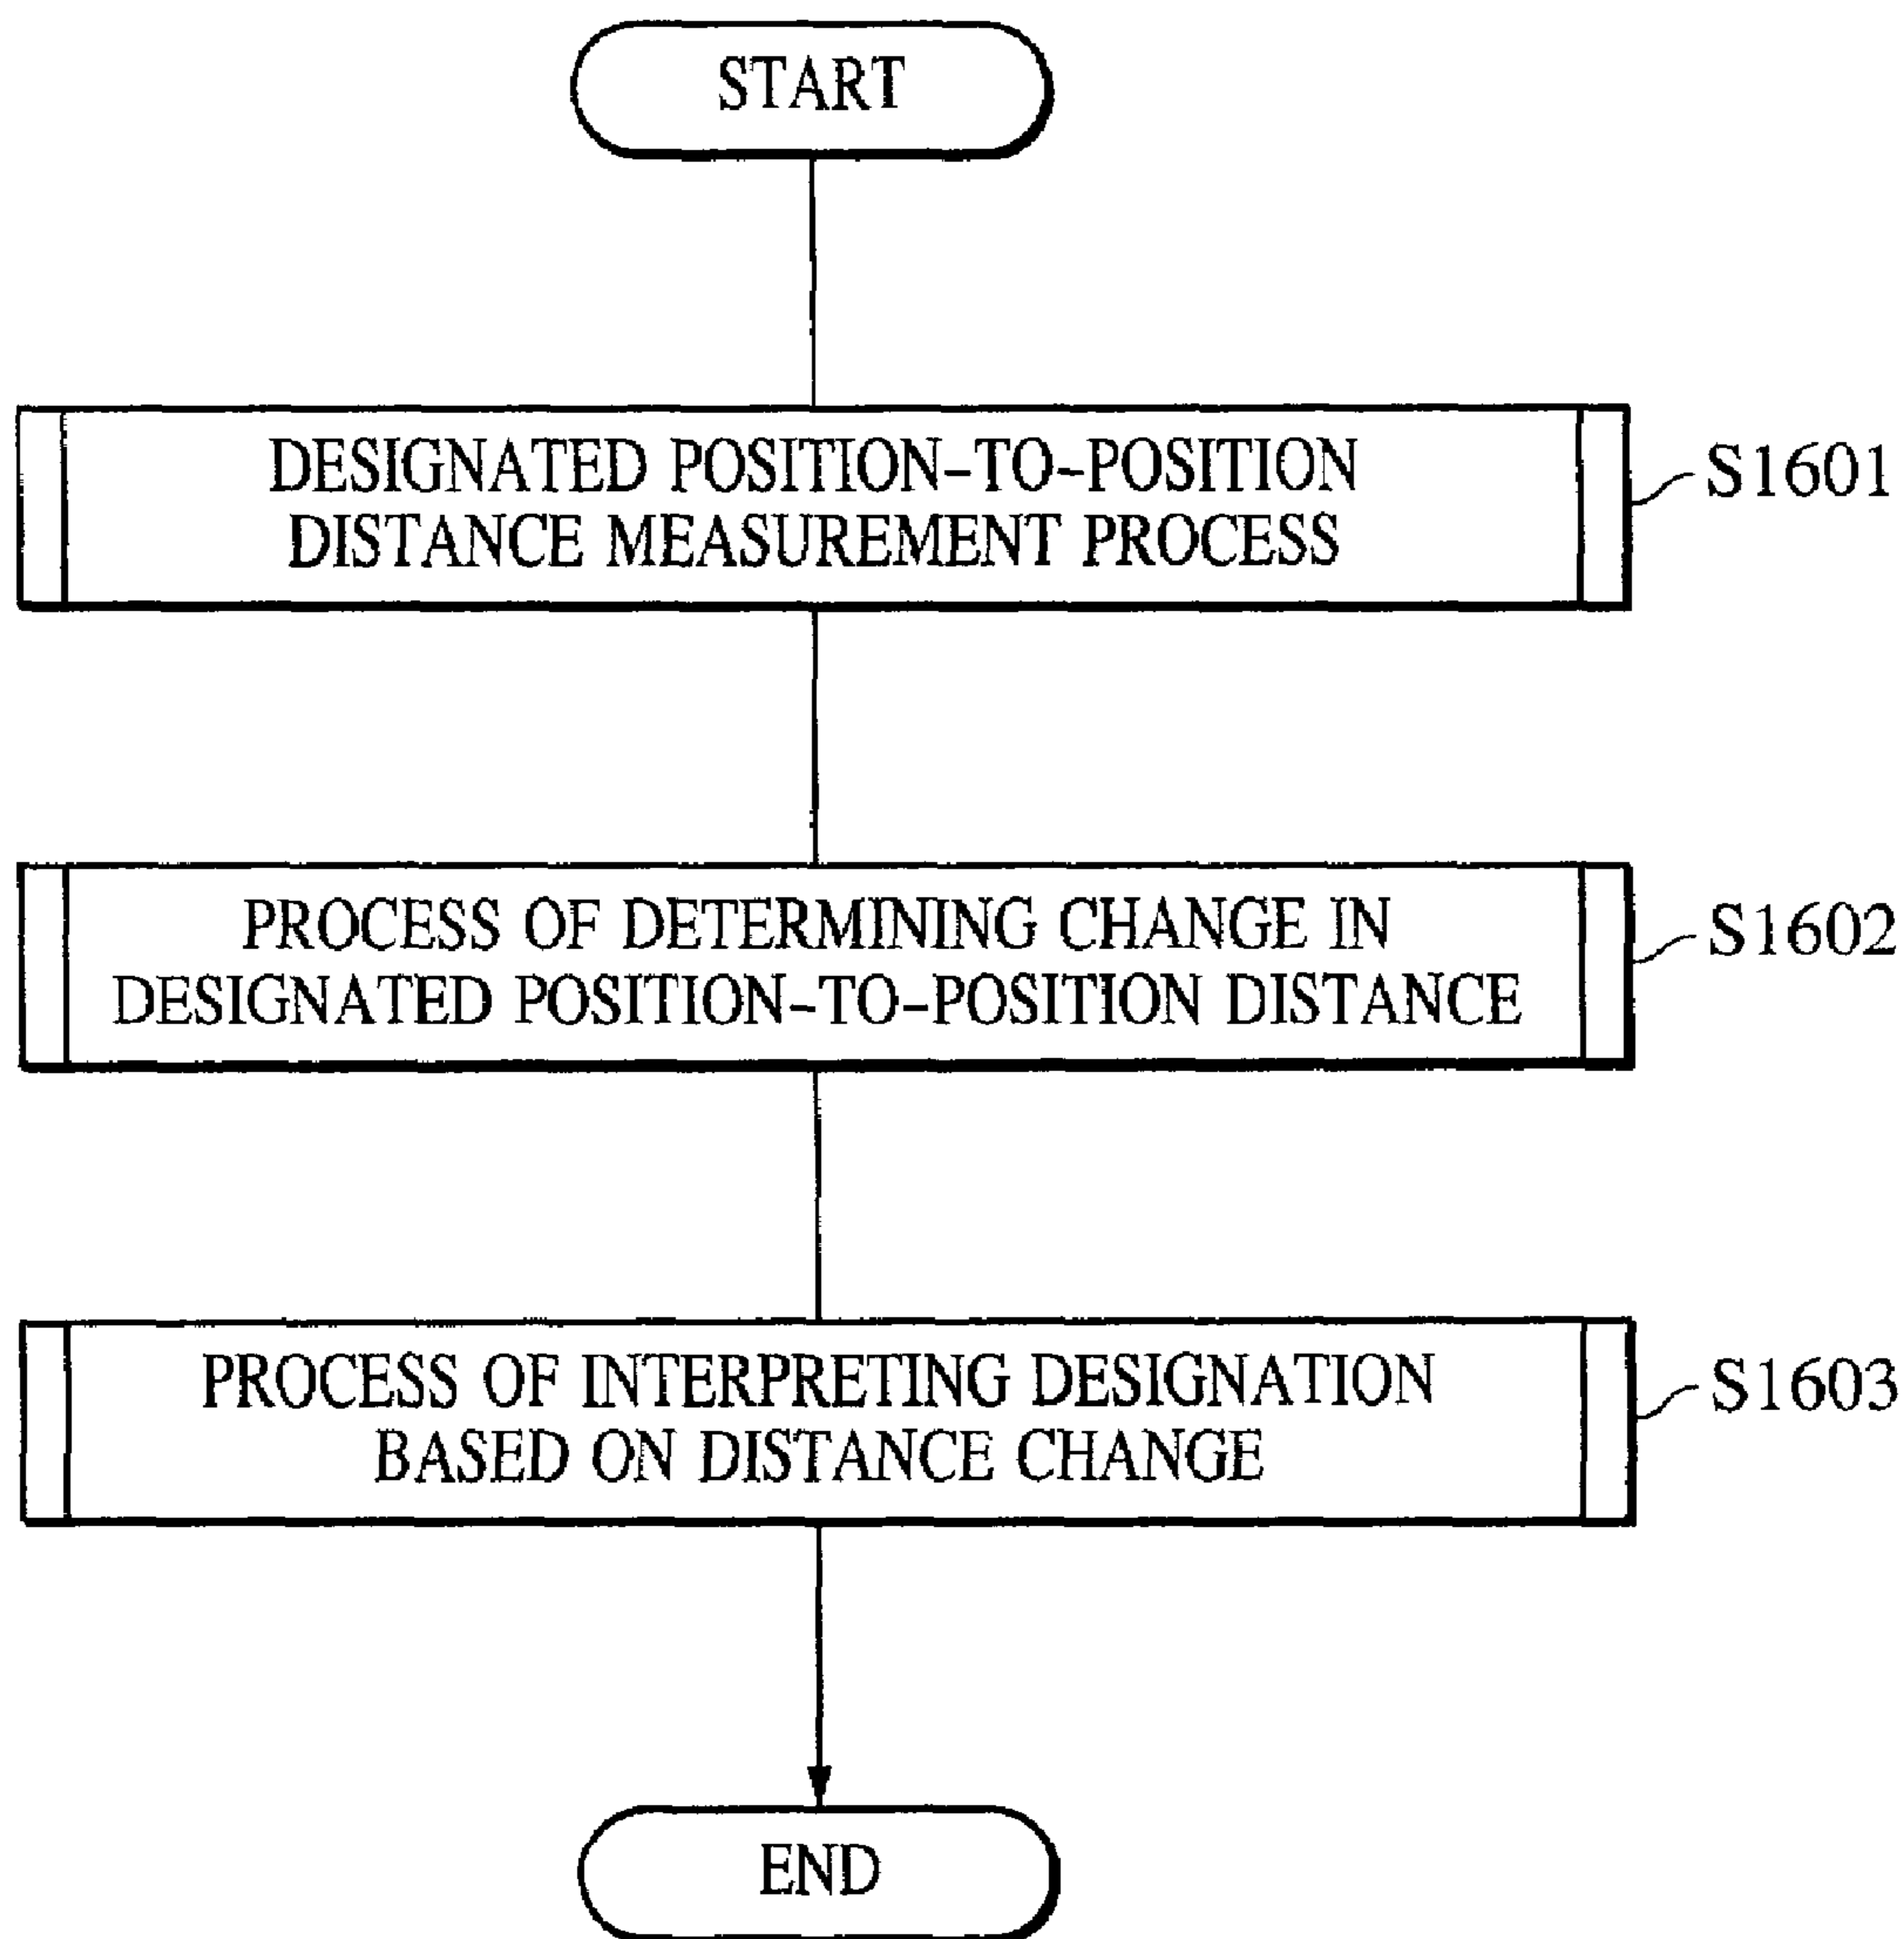 START
DESIGNATED POSITION-TO-POSITION
DISTANCE MEASUREMENT PROCESS
S1601
PROCESS OF DETERMINING CHANGE IN
DESIGNATED POSITION-TO-POSITION DISTANCE
S1602
PROCESS OF INTERPRETING DESIGNATION
BASED ON DISTANCE CHANGE
S1603
END